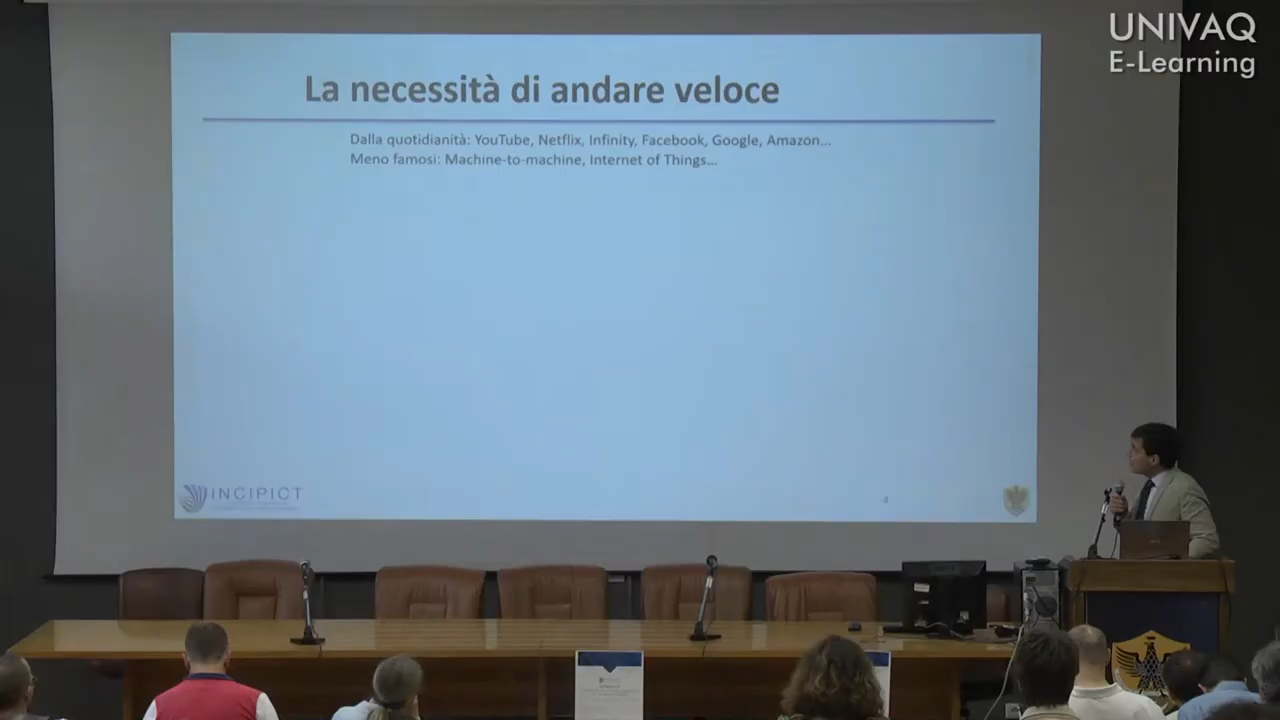 UNIVAQ
E-Learning
La necessità di andare veloce
Dalla quotidianità: YouTube, Netflix, Infinity, Facebook, Google, Amazon...
Meno famosi: Machine-to-machine, Internet of Things...
INCIPICT
4